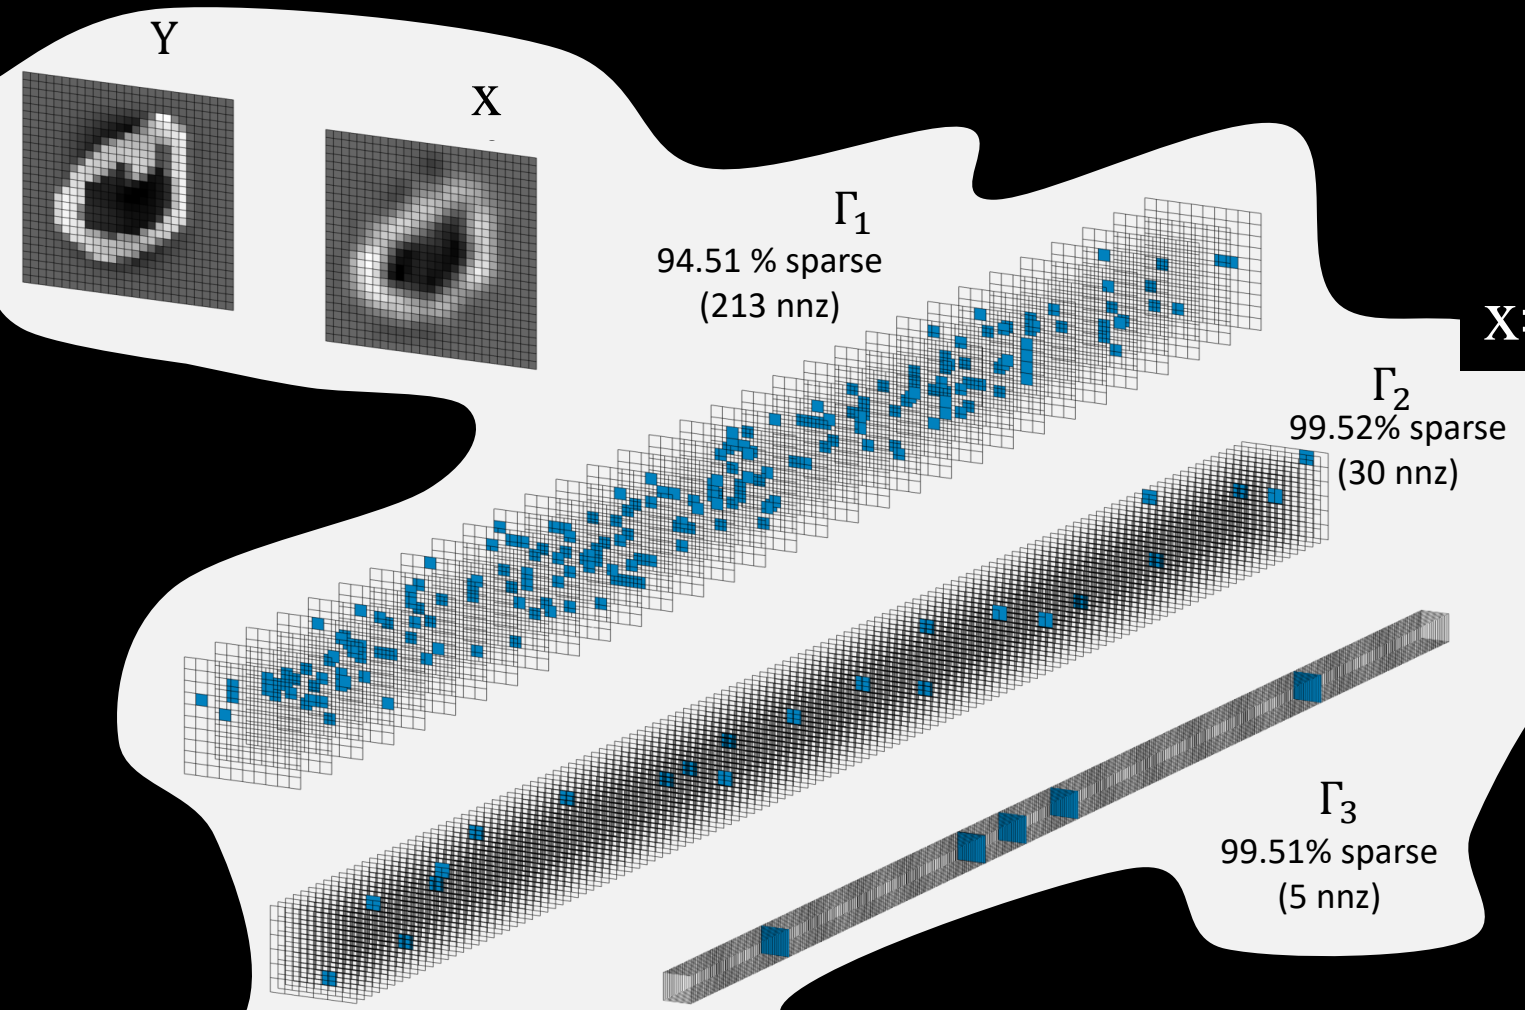 Y
X
Γ₁
94.51 % sparse
(213 nnz)
X=
Γ₂
99.52% sparse
(30 nnz)
Γ₃
99.51% sparse
(5 nnz)